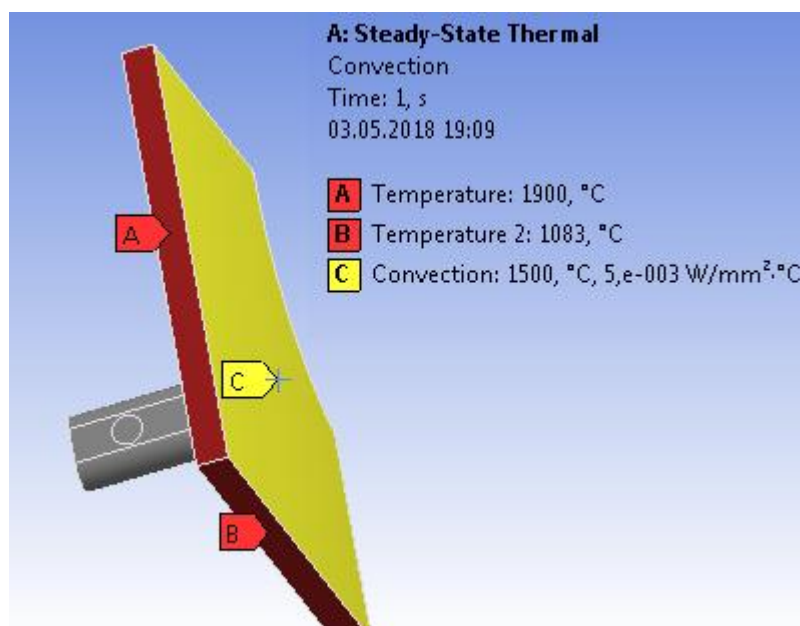 A: Steady-State Thermal
Convection
Time: 1, s
03.05.2018 19:09
A Temperature: 1900, °C
B Temperature 2: 1083, °C
C Convection: 1500, °C, 5,e-003 W/mm²·°C
A
C
B